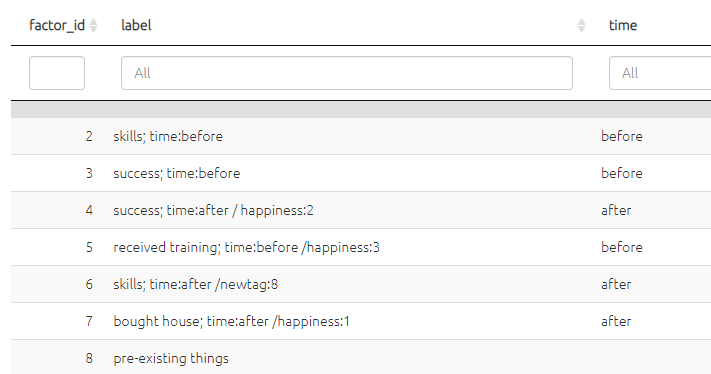 factor_id label time
All All
2 skills; time:before before
3 success; time:before before
4 success; time:after / happiness:2 after
5 received training; time:before /happiness:3 before
6 skills; time:after /newtag:8 after
7 bought house; time:after /happiness:1 after
8 pre-existing things